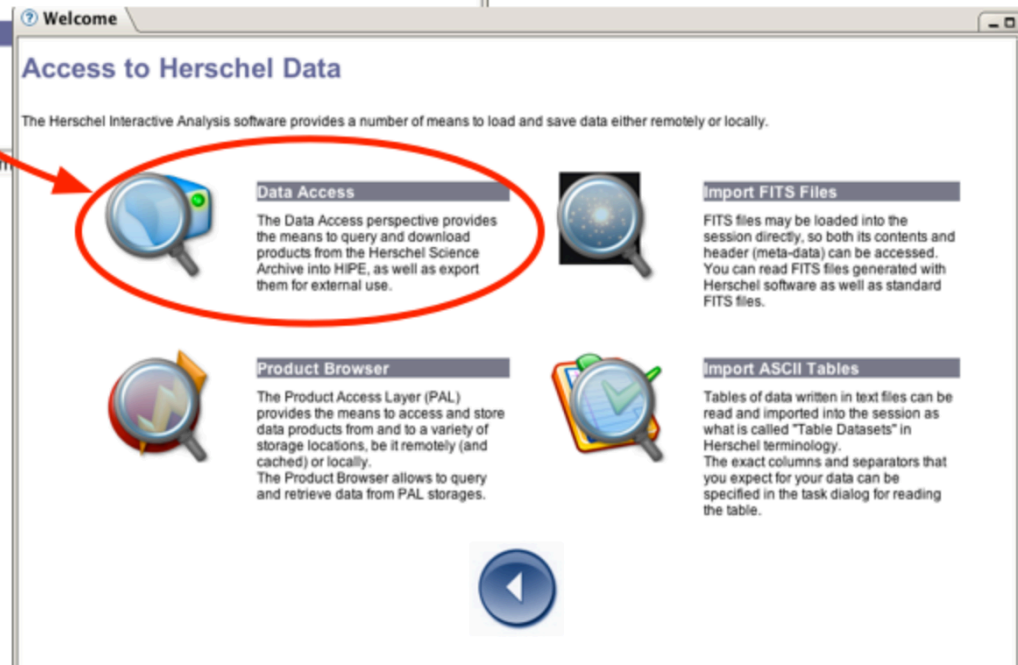 Welcome
Access to Herschel Data
The Herschel Interactive Analysis software provides a number of means to load and save data either remotely or locally.
Data Access
The Data Access perspective provides
the means to query and download
products from the Herschel Science
Archive into HIPE, as well as export
them for external use.
Import FITS Files
FITS files may be loaded into the
session directly, so both its contents and
header (meta-data) can be accessed.
You can read FITS files generated with
Herschel software as well as standard
FITS files.
Product Browser
The Product Access Layer (PAL)
provides the means to access and store
data products from and to a variety of
storage locations, be it remotely (and
cached) or locally.
The Product Browser allows to query
and retrieve data from PAL storages.
Import ASCII Tables
Tables of data written in text files can be
read and imported into the session as
what is called "Table Datasets" in
Herschel terminology.
The exact columns and separators that
you expect for your data can be
specified in the task dialog for reading
the table.